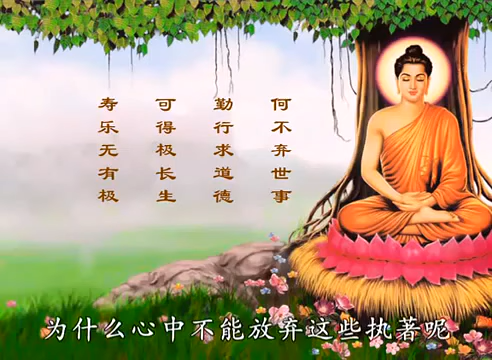 何不弃世事
勤行求道德
可得极长生
寿乐无有极
为什么心中不能放弃这些执著呢